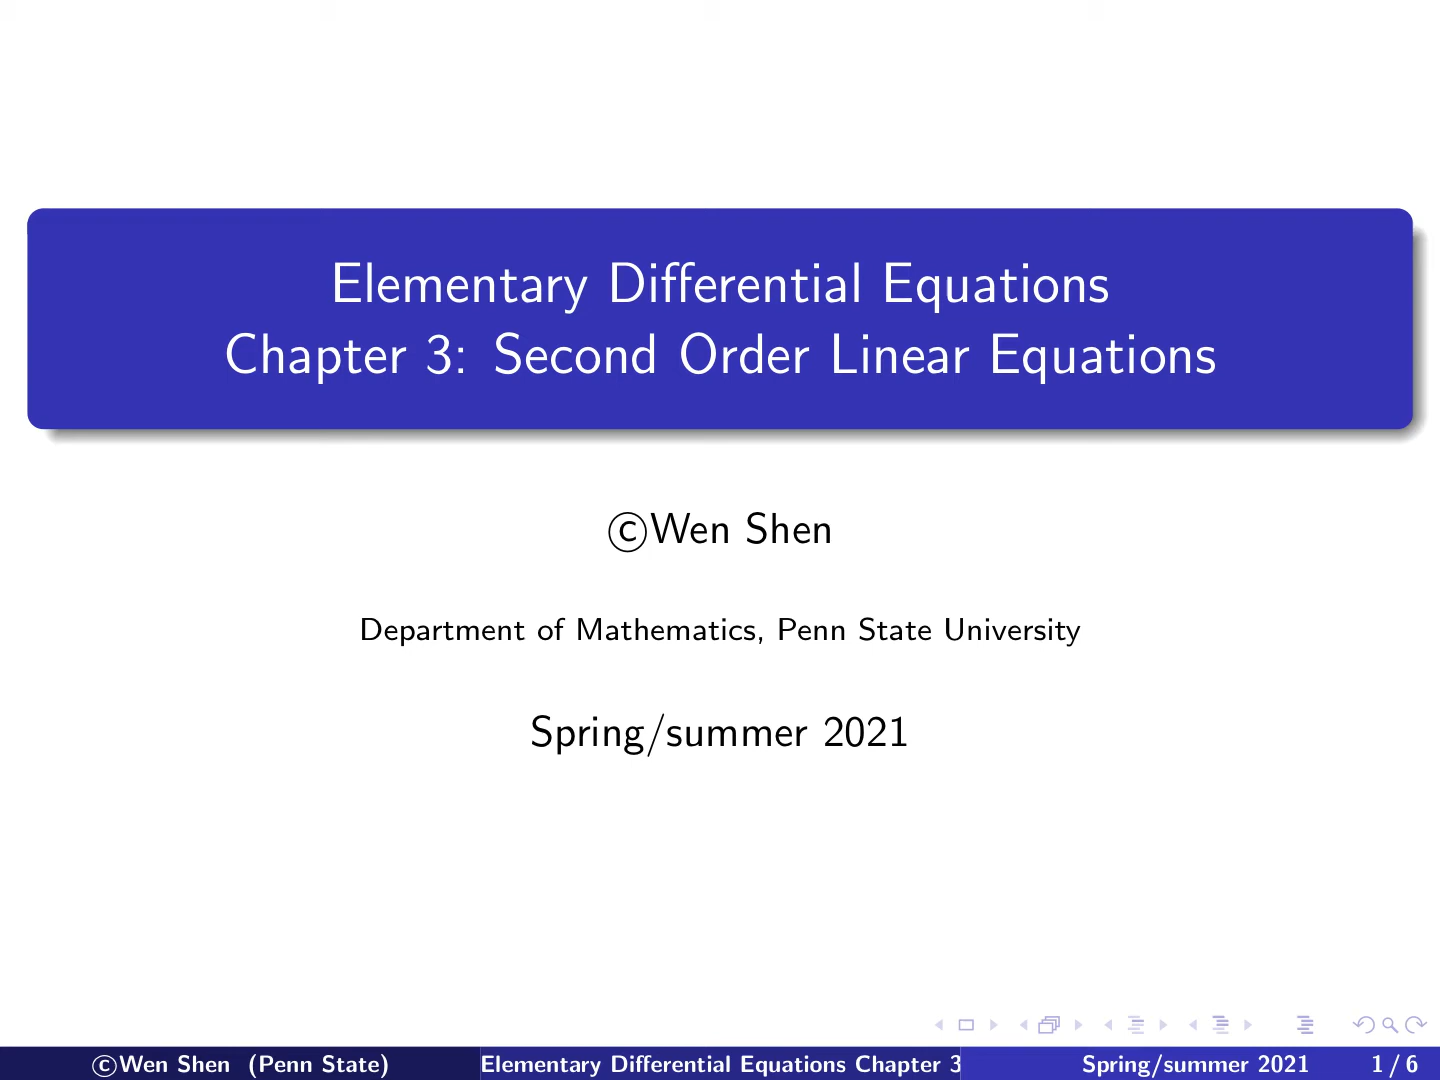 Elementary Differential Equations
Chapter 3: Second Order Linear Equations
©Wen Shen
Department of Mathematics, Penn State University
Spring/summer 2021
©Wen Shen (Penn State) Elementary Differential Equations Chapter 3 Spring/summer 2021 1 / 6